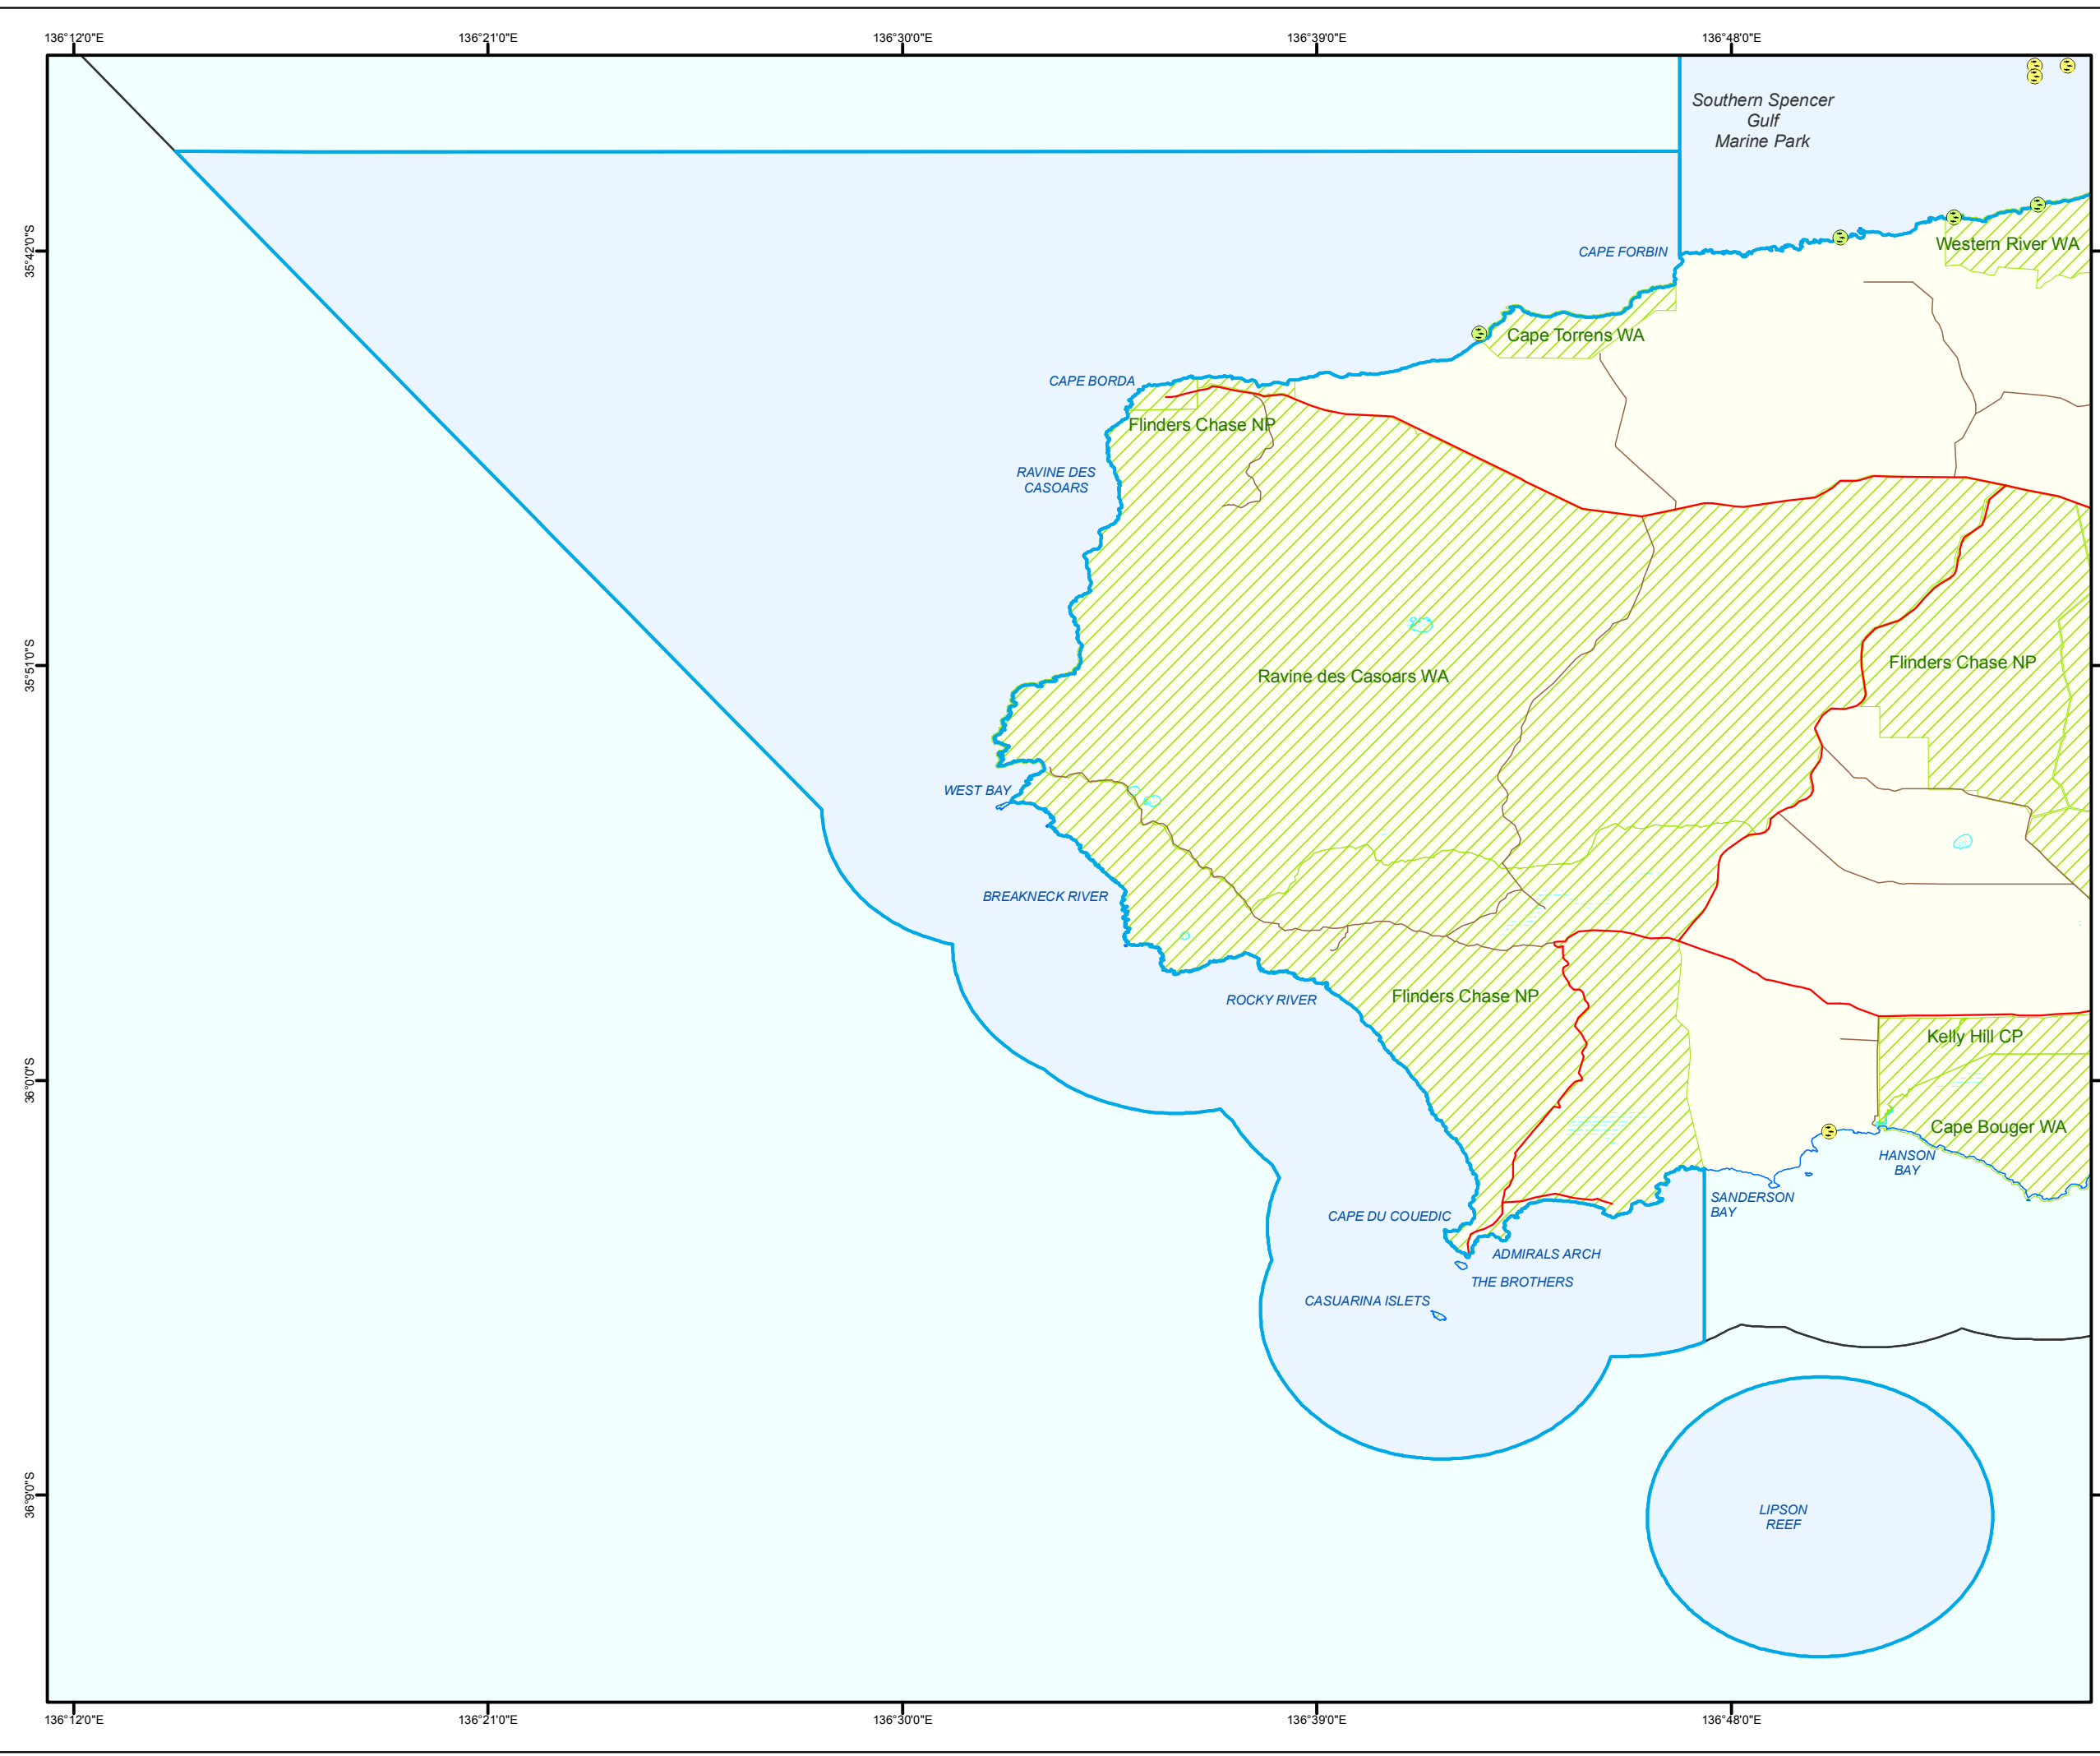 136°12'0"E
136°21'0"E
136°30'0"E
136°39'0"E
136°48'0"E
Southern Spencer
Gulf
Marine Park
35°42'0"S
CAPE FORBIN
Western River WA
Cape Torrens WA
CAPE BORDA
Flinders Chase NP
RAVINE DES
CASOARS
35°51'0"S
Ravine des Casoars WA
Flinders Chase NP
WEST BAY
BREAKNECK RIVER
ROCKY RIVER
Flinders Chase NP
Kelly Hill CP
36°0'0"S
Cape Bouger WA
HANSON
BAY
SANDERSON
BAY
CAPE DU COUEDIC
ADMIRALS ARCH
THE BROTHERS
CASUARINA ISLETS
36°9'0"S
LIPSON
REEF
136°12'0"E
136°21'0"E
136°30'0"E
136°39'0"E
136°48'0"E